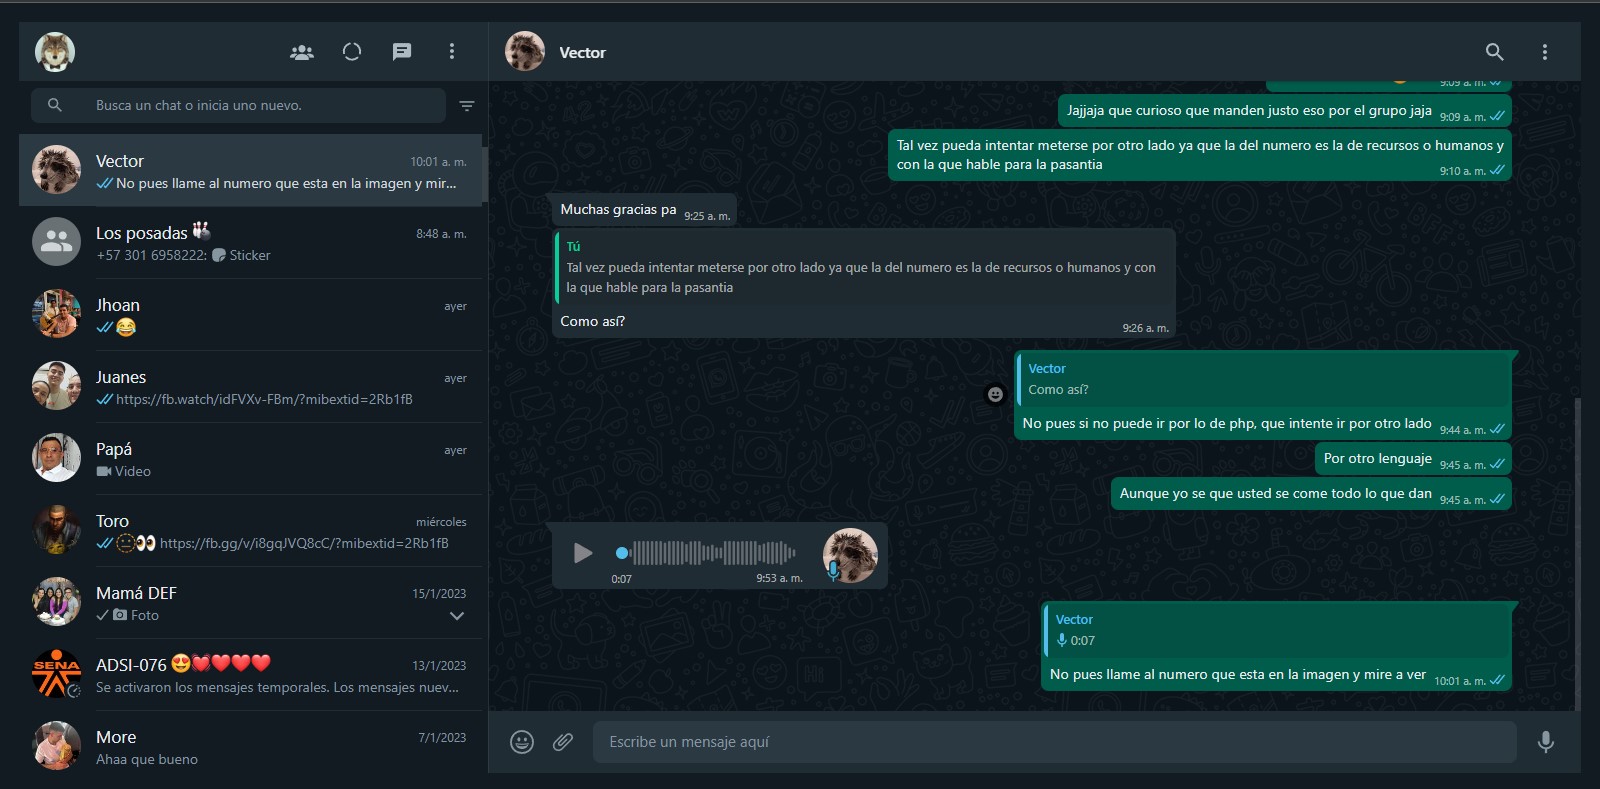 Busca un chat o inicia uno nuevo.
Vector
10:01 a. m.
No pues llame al numero que esta en la imagen y mir...
Los posadas
8:48 a. m.
+57 301 6958222: Sticker
Jhoan
ayer
Juanes
ayer
https://fb.watch/idFVXv-FBm/?mibextid=2Rb1fB
Papá
ayer
Video
Toro
miércoles
https://fb.gg/v/i8gqJVQ8cC/?mibextid=2Rb1fB
Mamá DEF
15/1/2023
Foto
SENA
ADSI-076
13/1/2023
Se activaron los mensajes temporales. Los mensajes nuev...
More
7/1/2023
Ahaa que bueno
Vector
9:09 a. m.
Jajjaja que curioso que manden justo eso por el grupo jaja
9:09 a. m.
Tal vez pueda intentar meterse por otro lado ya que la del numero es la de recursos o humanos y
con la que hable para la pasantia
9:10 a. m.
Muchas gracias pa
9:25 a. m.
Tú
Tal vez pueda intentar meterse por otro lado ya que la del numero es la de recursos o humanos y con
la que hable para la pasantia
Como así?
9:26 a. m.
Vector
Como así?
No pues si no puede ir por lo de php, que intente ir por otro lado
9:44 a. m.
Por otro lenguaje
9:45 a. m.
Aunque yo se que usted se come todo lo que dan
9:45 a. m.
0:07
9:53 a. m.
Vector
0:07
No pues llame al numero que esta en la imagen y mire a ver
10:01 a. m.
Escribe un mensaje aquí